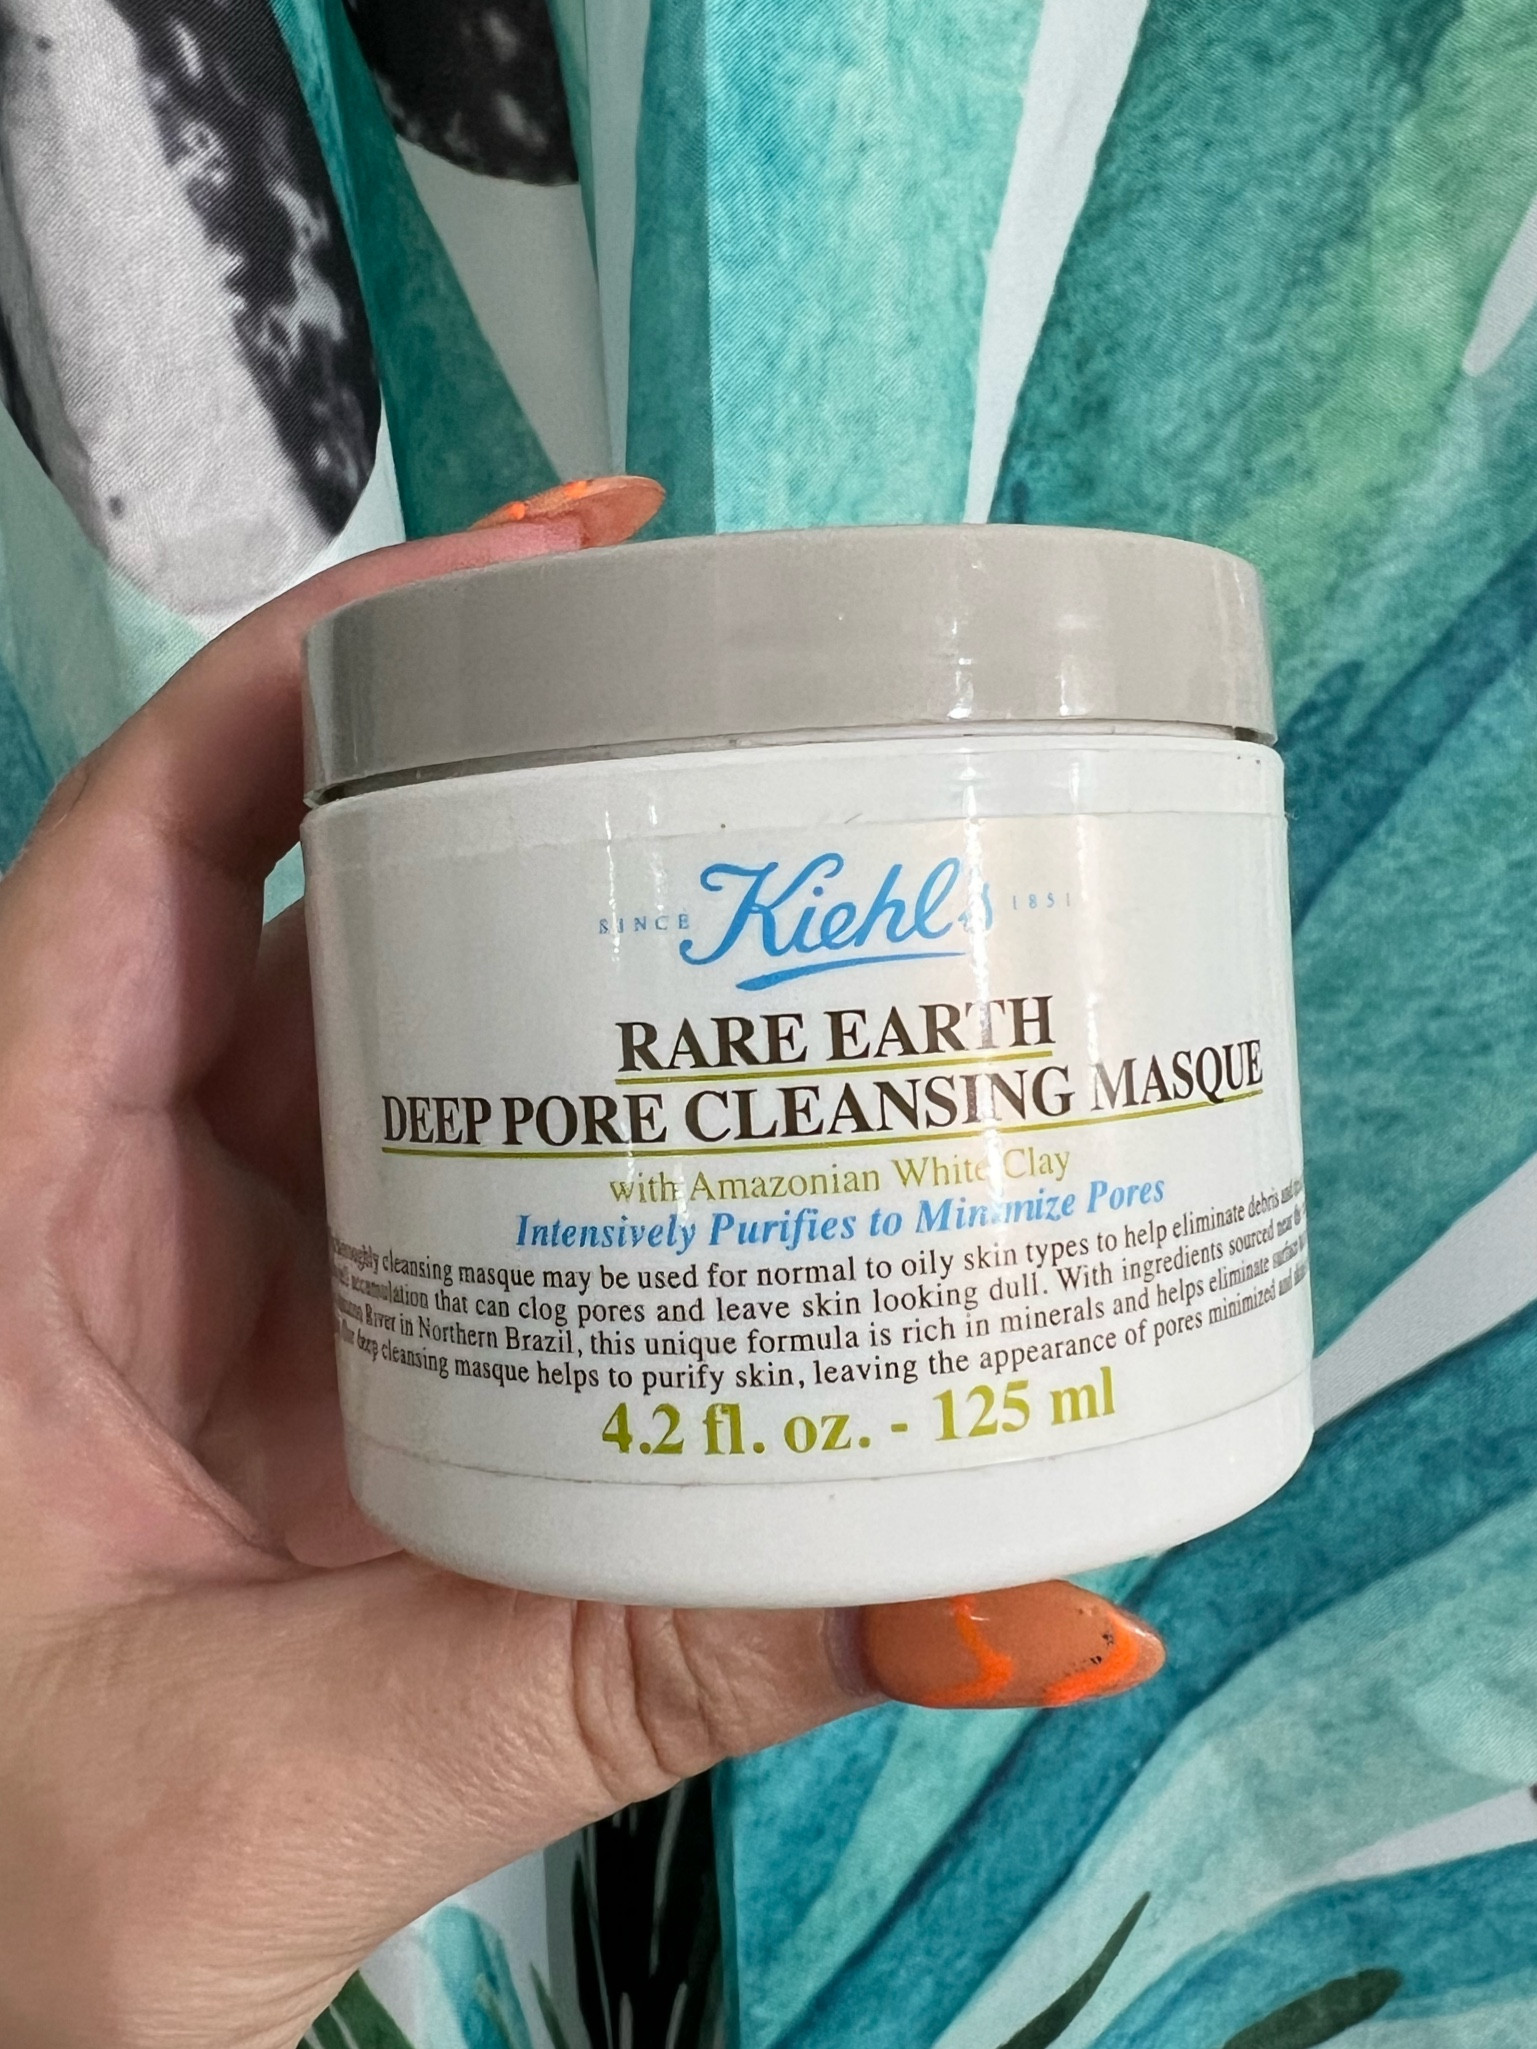 SINCE Kiehl's 1851
RARE EARTH
DEEP PORE CLEANSING MASQUE
with Amazonian White Clay
Intensively Purifies to Minimize Pores
cleansing masque may be used for normal to oily skin types to help eliminate debris and
accumulation that can clog pores and leave skin looking dull. With ingredients sourced near the
River in Northern Brazil, this unique formula is rich in minerals and helps eliminate surface
deep cleansing masque helps to purify skin, leaving the appearance of pores minimized and
4.2 fl. oz. - 125 ml